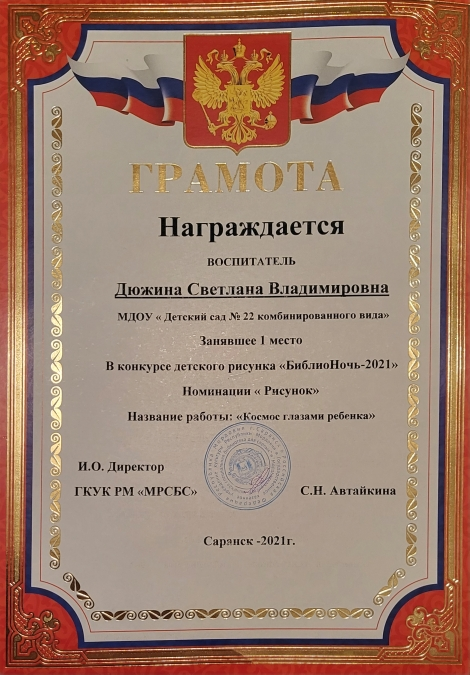 ГРАМОТА
Награждается
ВОСПИТАТЕЛЬ
Дюжина Светлана Владимировна
МДОУ « Детский сад № 22 комбинированного вида»
Занявшее 1 место
В конкурсе детского рисунка «БиблиоНочь-2021»
Номинации « Рисунок»
Название работы: «Космос глазами ребенка»
И.О. Директор
ГКУК РМ «МРСБС»
С.Н. Автайкина
Саранск -2021г.